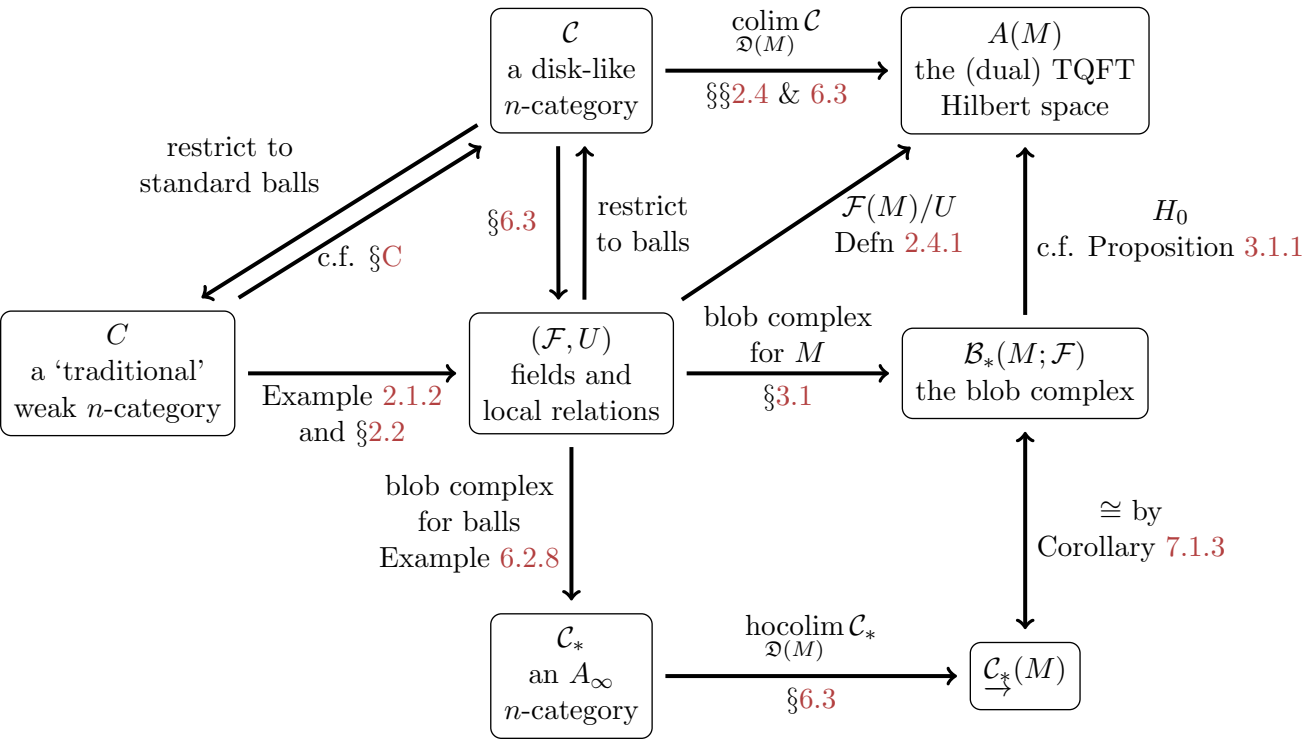 𝒞
a disk-like
n-category
colim 𝒞
𝔇(M)
§§2.4 & 6.3
A(M)
the (dual) TQFT
Hilbert space
restrict to
standard balls
c.f. §C
§6.3
restrict
to balls
ℱ(M)/U
Defn 2.4.1
H₀
c.f. Proposition 3.1.1
C
a ‘traditional’
weak n-category
Example 2.1.2
and §2.2
(ℱ, U)
fields and
local relations
blob complex
for M
§3.1
ℬ∗(M; ℱ)
the blob complex
blob complex
for balls
Example 6.2.8
≅ by
Corollary 7.1.3
𝒞∗
an A∞
n-category
hocolim 𝒞∗
𝔇(M)
§6.3
𝒞∗(M)
→